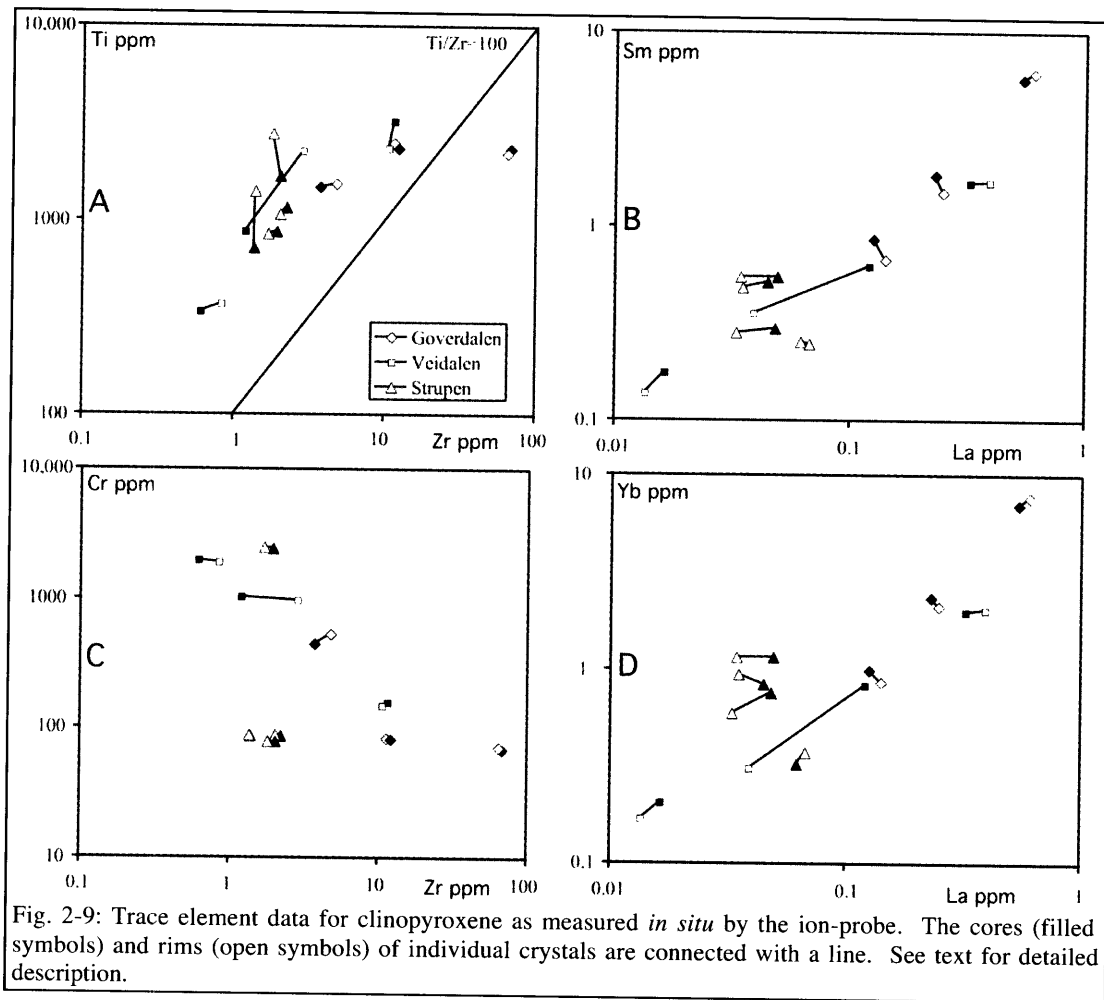 10,000
Ti ppm
Ti/Zr=100
A
1000
Goverdalen
Veidalen
Strupen
100
0.1
1
10
Zr ppm
100
10
Sm ppm
B
1
0.1
0.01
0.1
La ppm
1
10,000
Cr ppm
1000
C
100
10
0.1
1
10
Zr ppm
100
10
Yb ppm
D
1
0.1
0.01
0.1
La ppm
1
Fig. 2-9: Trace element data for clinopyroxene as measured in situ by the ion-probe. The cores (filled
symbols) and rims (open symbols) of individual crystals are connected with a line. See text for detailed
description.